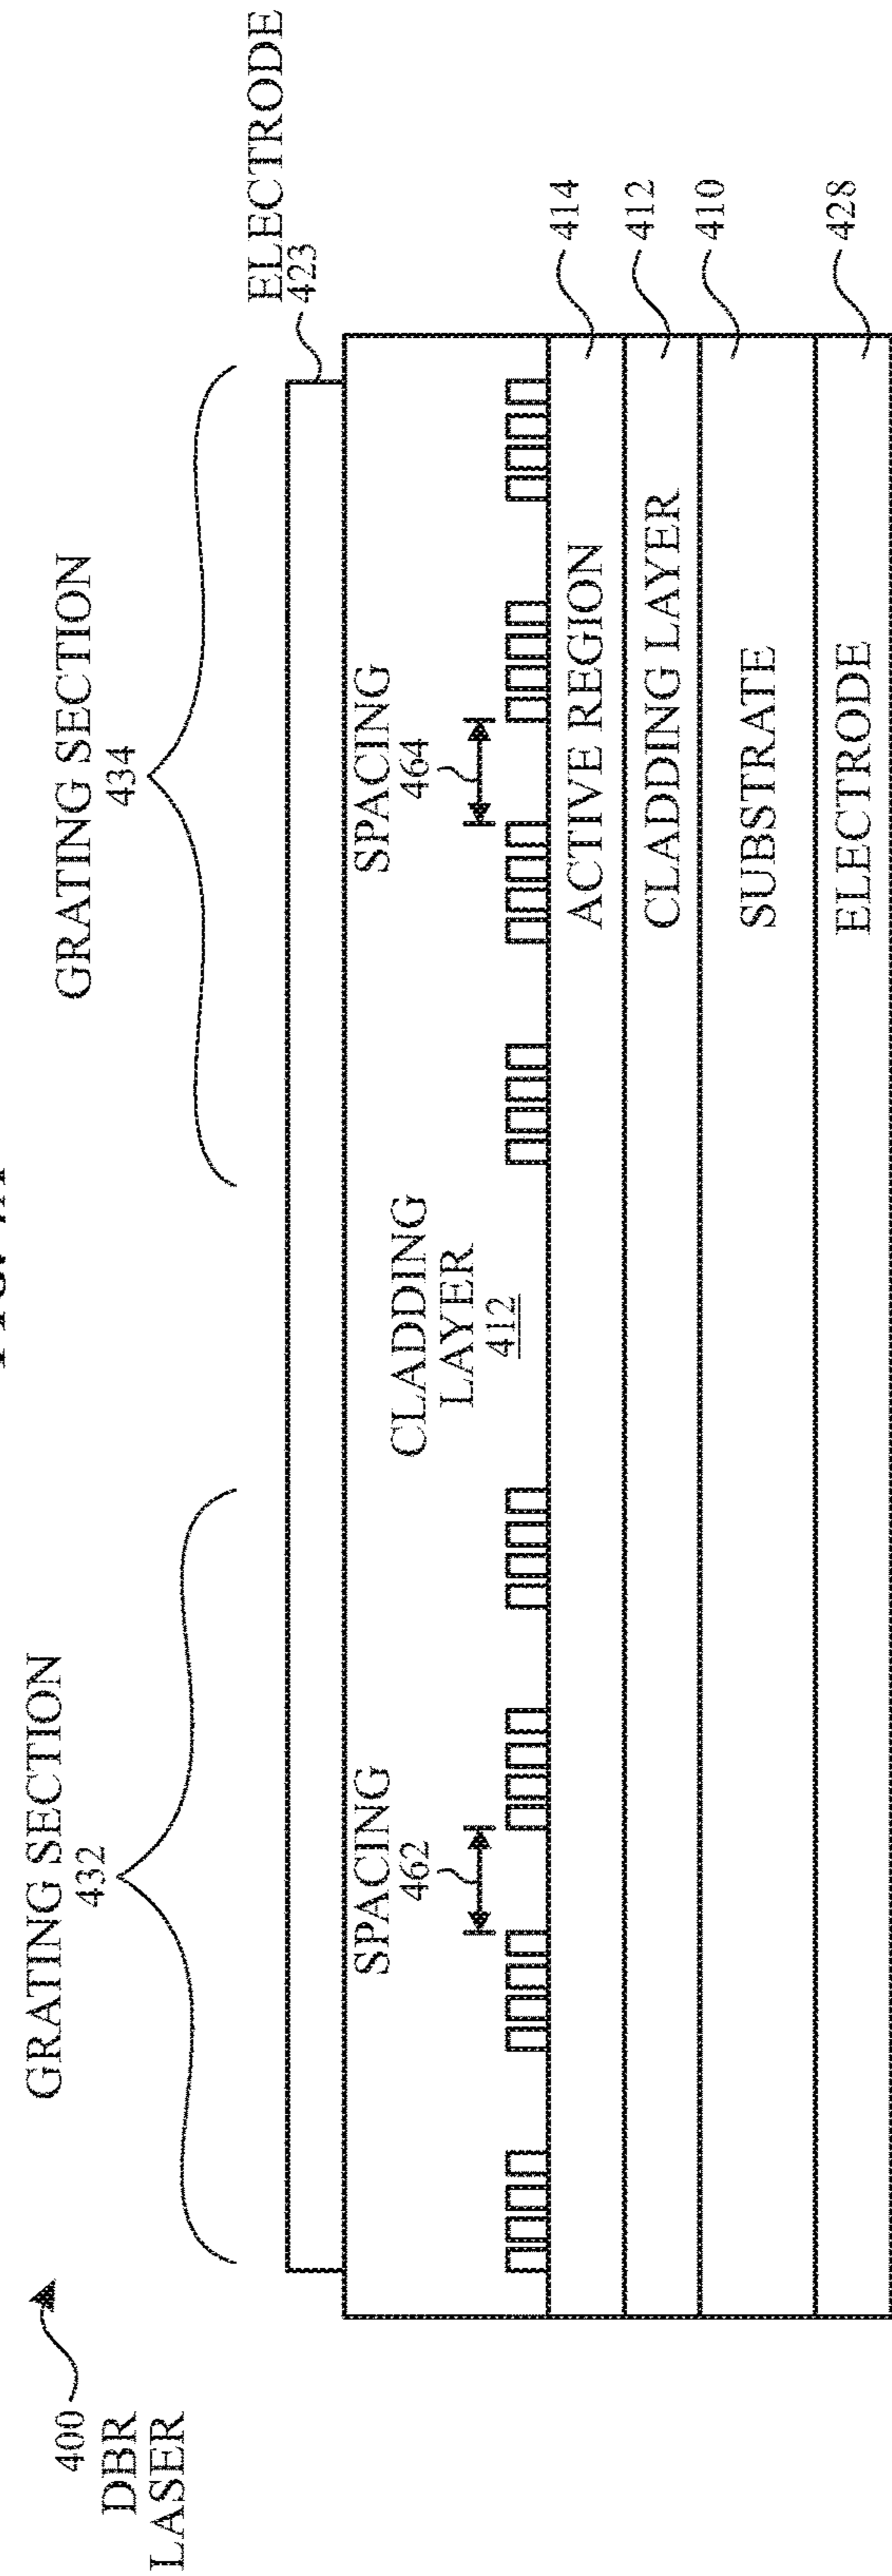 400
DBR
LASER
GRATING SECTION
432
GRATING SECTION
434
ELECTRODE
423
SPACING
462
CLADDING
LAYER
412
SPACING
464
ACTIVE REGION
414
CLADDING LAYER
412
SUBSTRATE
410
ELECTRODE
428